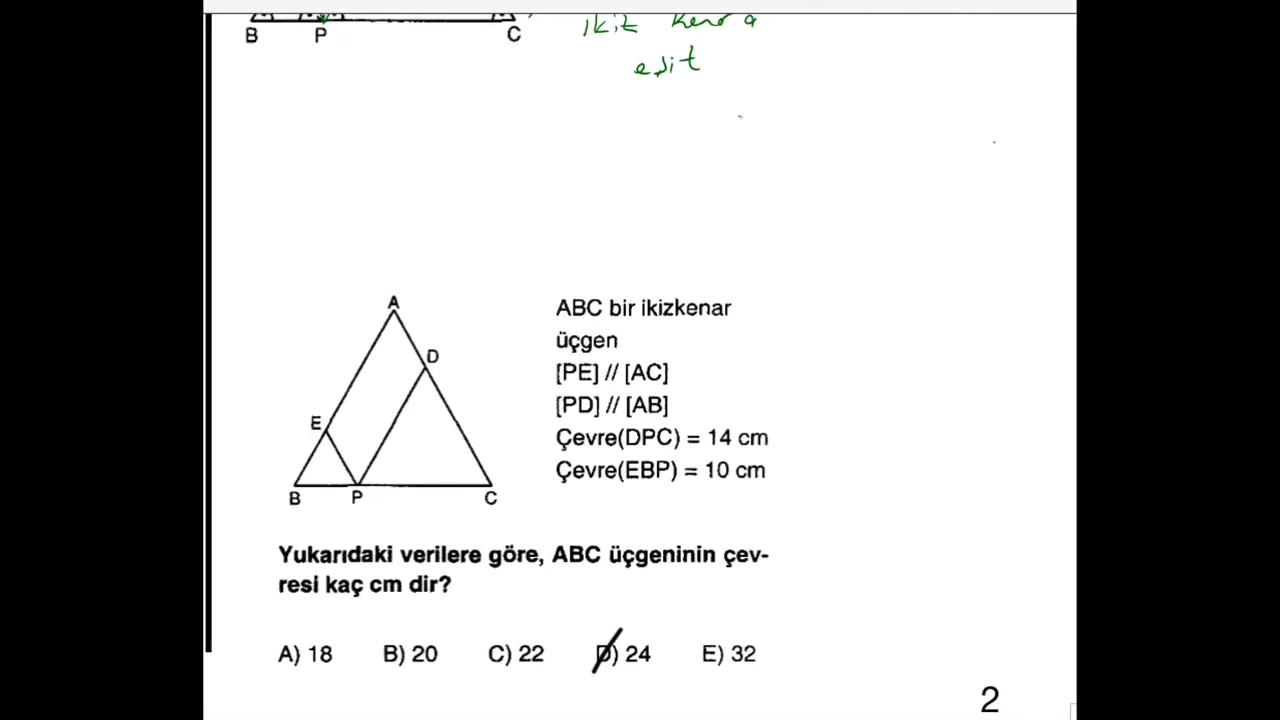 B P C
ikiz kenar
eşit
A
D
E
B P C
ABC bir ikizkenar
üçgen
[PE] // [AC]
[PD] // [AB]
Çevre(DPC) = 14 cm
Çevre(EBP) = 10 cm
Yukarıdaki verilere göre, ABC üçgeninin çev-
resi kaç cm dir?
A) 18 B) 20 C) 22 D) 24 E) 32
2